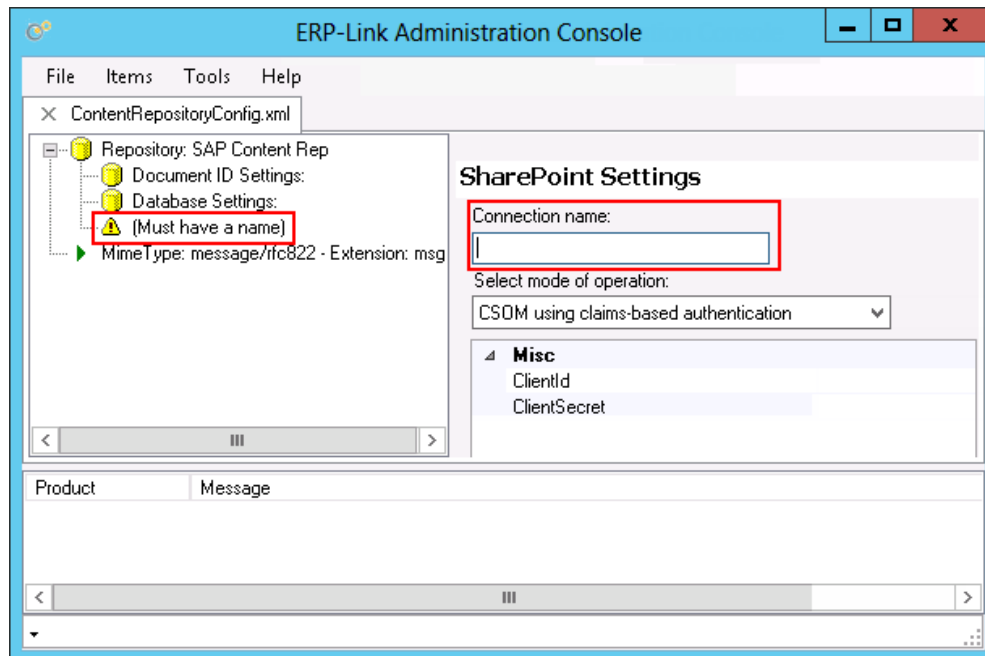 ERP-Link Administration Console
File Items Tools Help
ContentRepositoryConfig.xml
Repository: SAP Content Rep
Document ID Settings:
Database Settings:
(Must have a name)
MimeType: message/rfc822 - Extension: msg
SharePoint Settings
Connection name:
Select mode of operation:
CSOM using claims-based authentication
Misc
ClientId
ClientSecret
Product Message